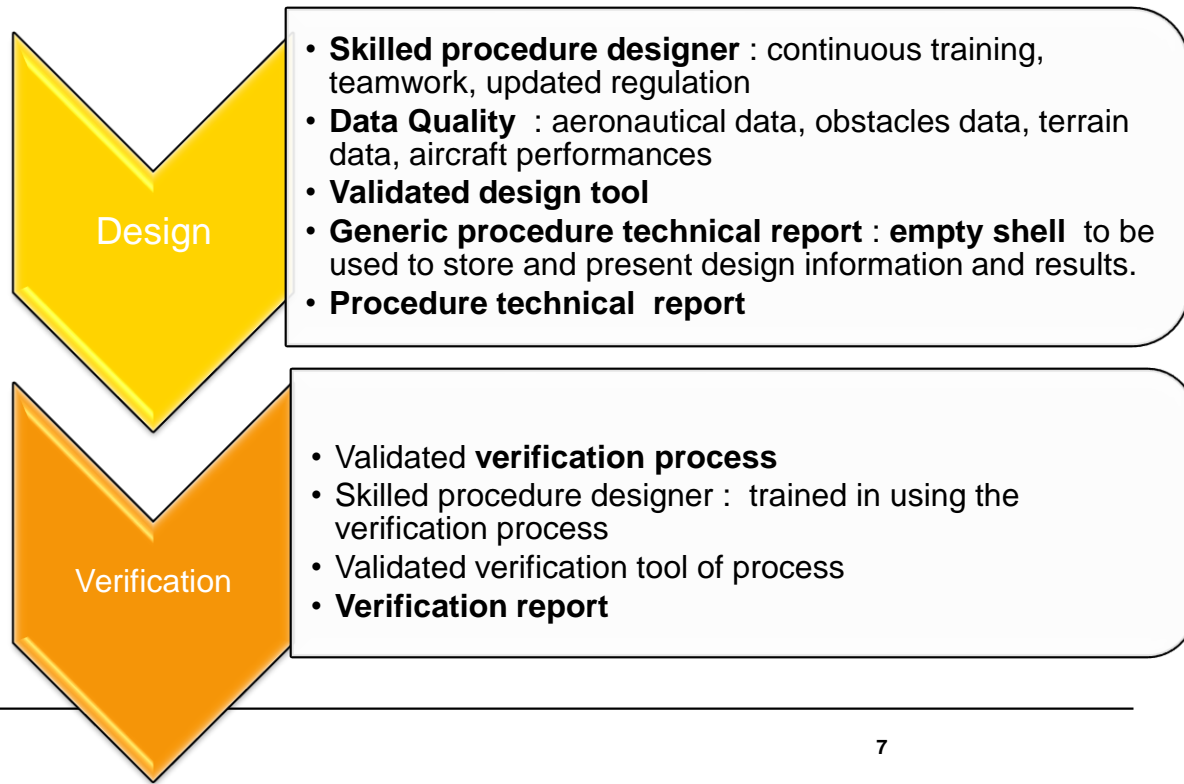 Design
• Skilled procedure designer : continuous training,
teamwork, updated regulation
• Data Quality : aeronautical data, obstacles data, terrain
data, aircraft performances
• Validated design tool
• Generic procedure technical report : empty shell to be
used to store and present design information and results.
• Procedure technical report
Verification
• Validated verification process
• Skilled procedure designer : trained in using the
verification process
• Validated verification tool of process
• Verification report
7